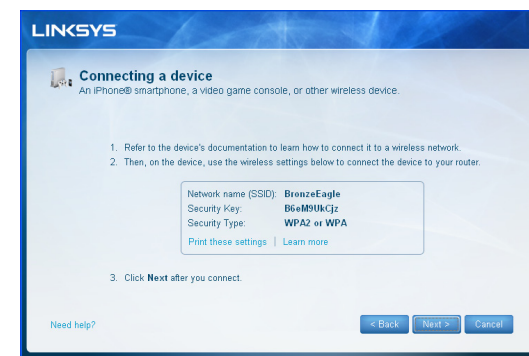 LINKSYS
Connecting a device
An iPhone® smartphone, a video game console, or other wireless device.
1. Refer to the device's documentation to learn how to connect it to a wireless network.
2. Then, on the device, use the wireless settings below to connect the device to your router.
Network name (SSID): BronzeEagle
Security Key: B6eM9UkCjz
Security Type: WPA2 or WPA
Print these settings | Learn more
3. Click Next after you connect.
Need help?
< Back
Next >
Cancel